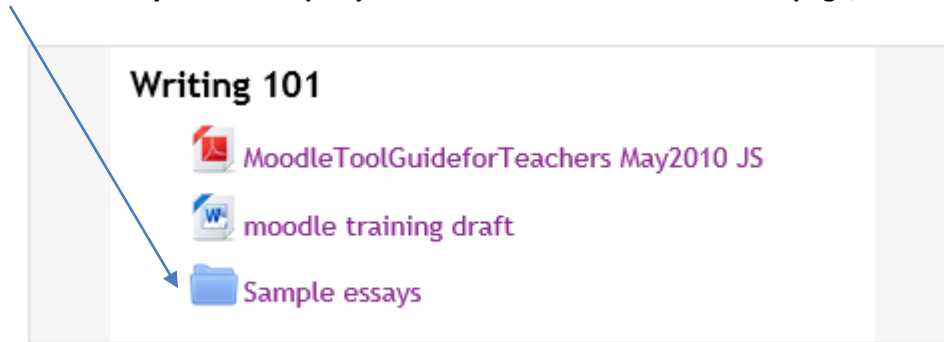 Writing 101
MoodleToolGuideforTeachers May2010 JS
moodle training draft
Sample essays